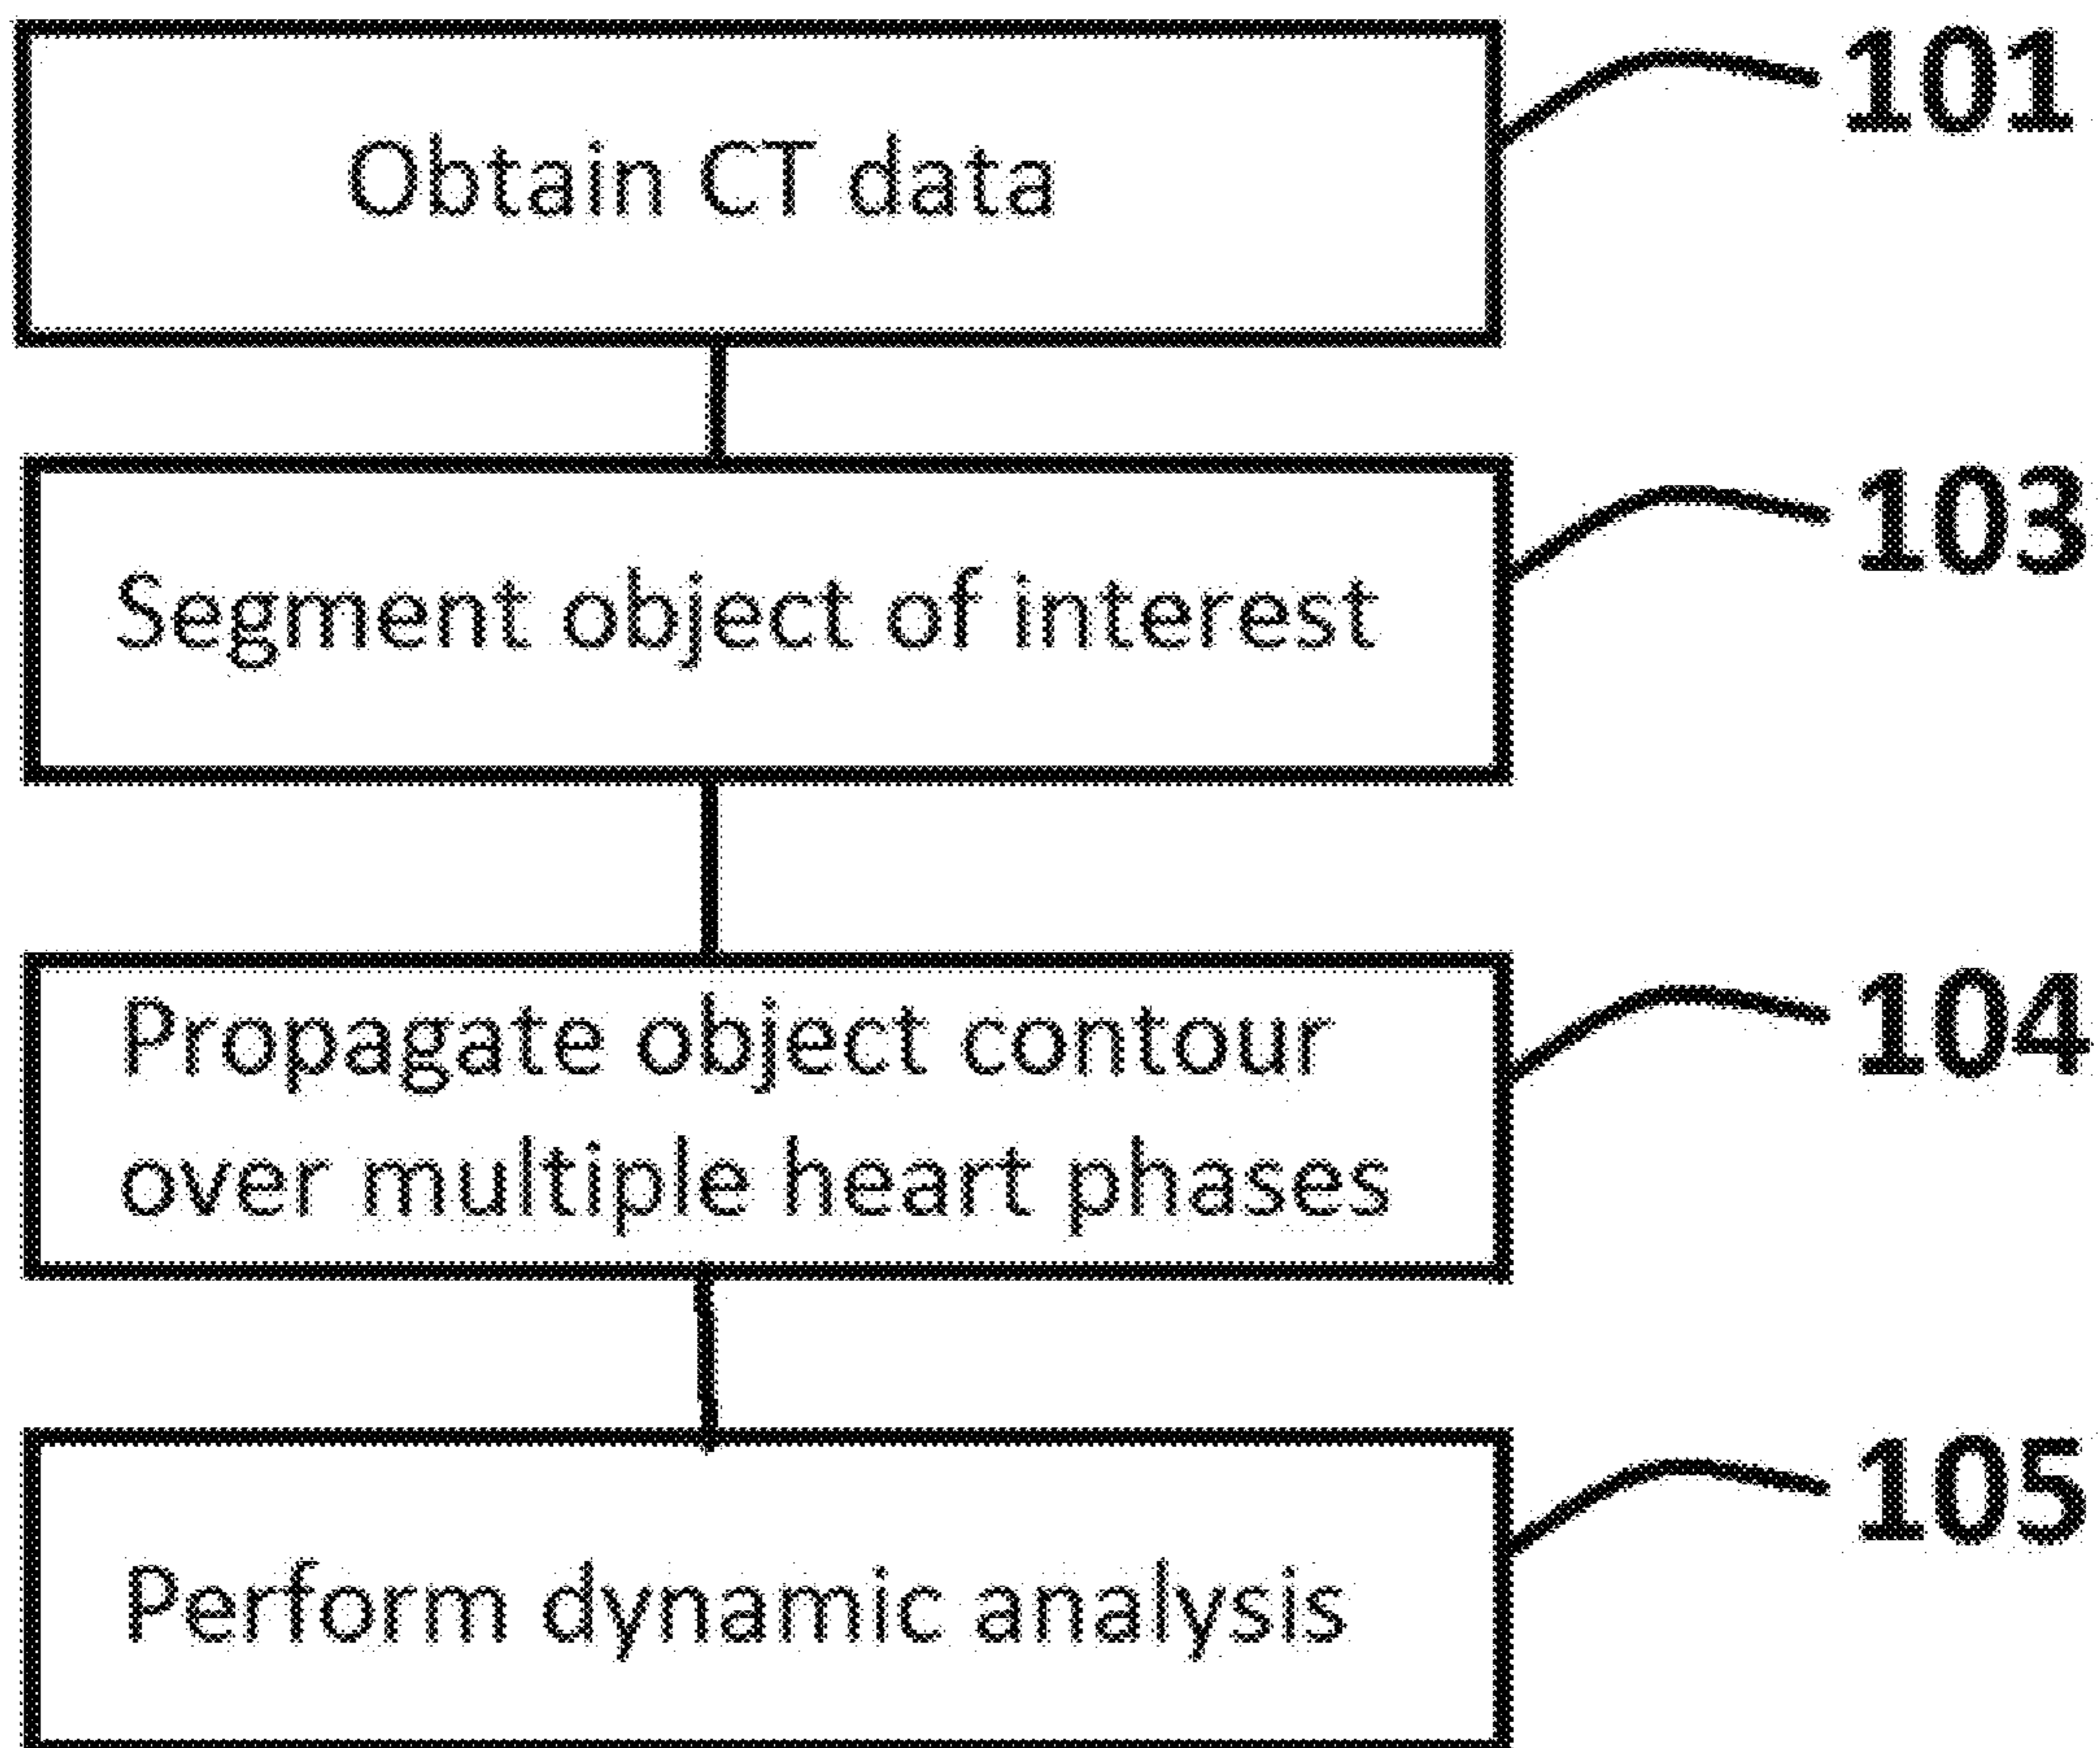 Obtain CT data
101
Segment object of interest
103
Propagate object contour
over multiple heart phases
104
Perform dynamic analysis
105